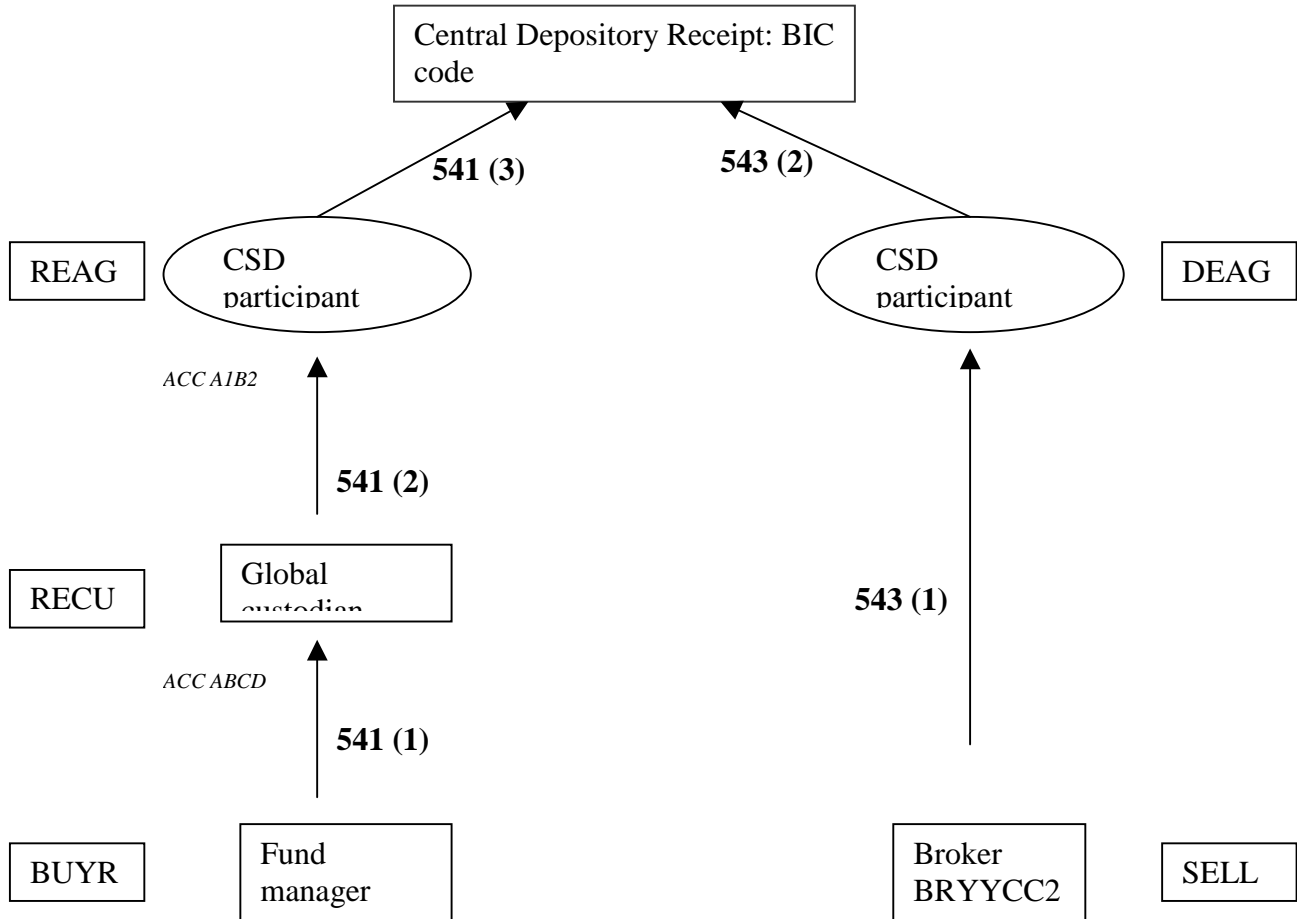 Central Depository Receipt: BIC
code
541 (3)
543 (2)
REAG
CSD
participant
CSD
participant
DEAG
ACC A1B2
541 (2)
RECU
Global
custodian
543 (1)
ACC ABCD
541 (1)
BUYR
Fund
manager
Broker
BRYYCC2
SELL